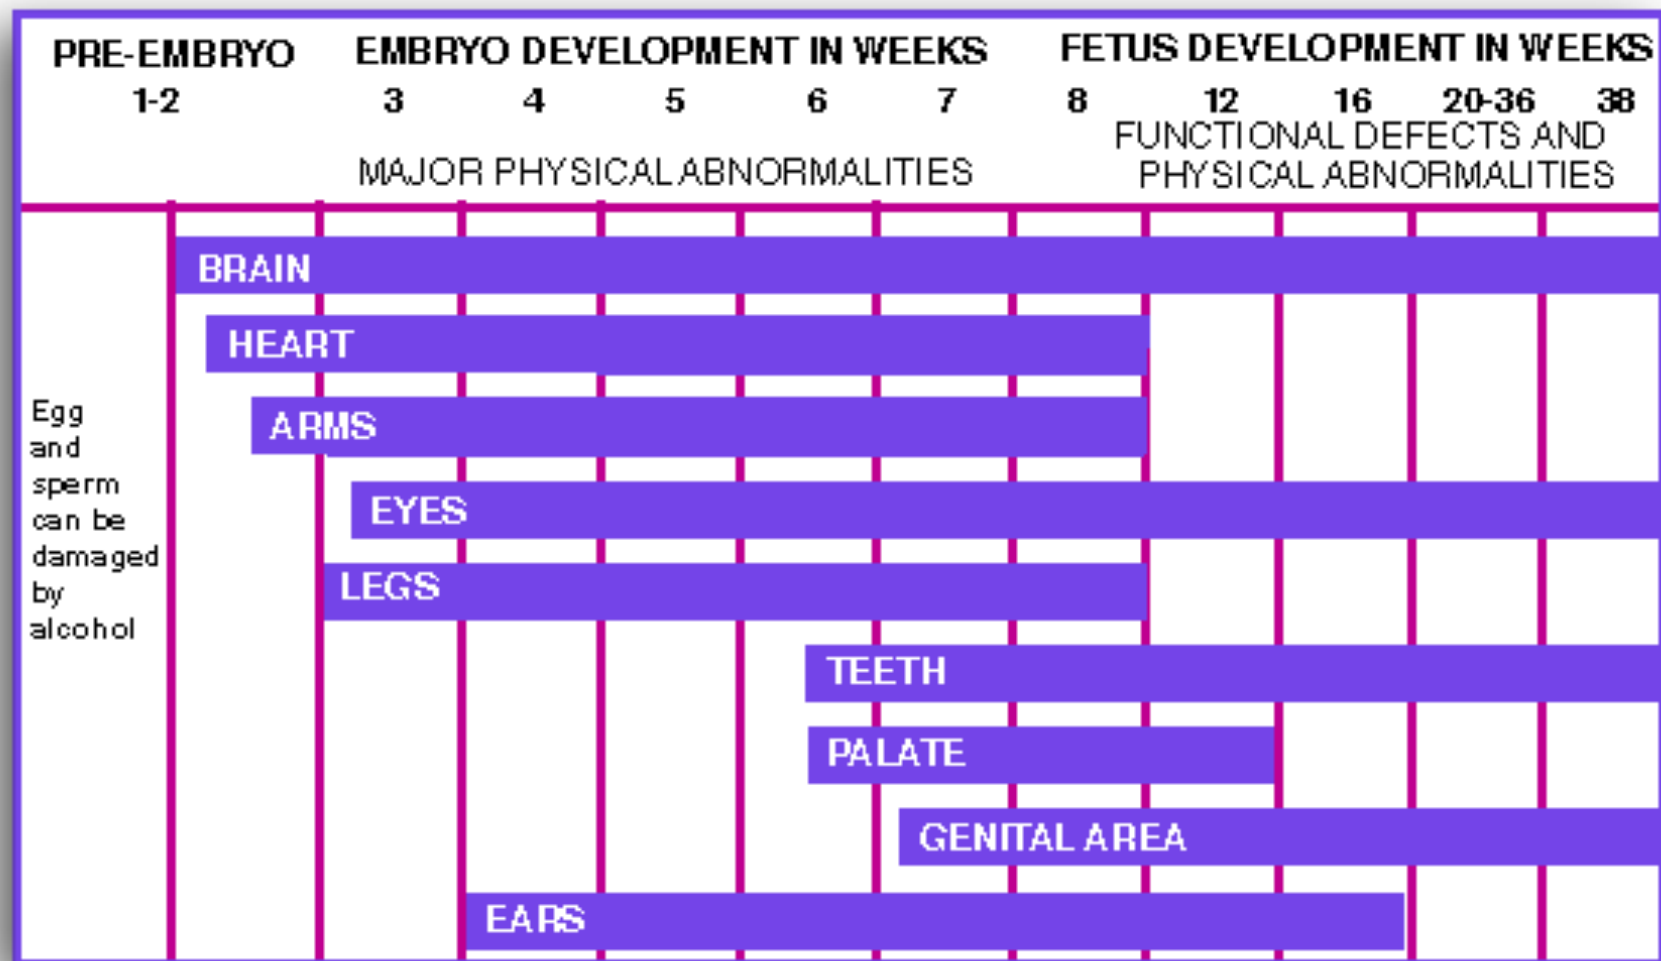 PRE-EMBRYO EMBRYO DEVELOPMENT IN WEEKS FETUS DEVELOPMENT IN WEEKS
1-2 3 4 5 6 7 8 12 16 20-36 38
MAJOR PHYSICAL ABNORMALITIES
FUNCTIONAL DEFECTS AND
PHYSICAL ABNORMALITIES
BRAIN
HEART
ARMS
EYES
LEGS
TEETH
PALATE
GENITAL AREA
EARS
Egg
and
sperm
can be
damaged
by
alcohol